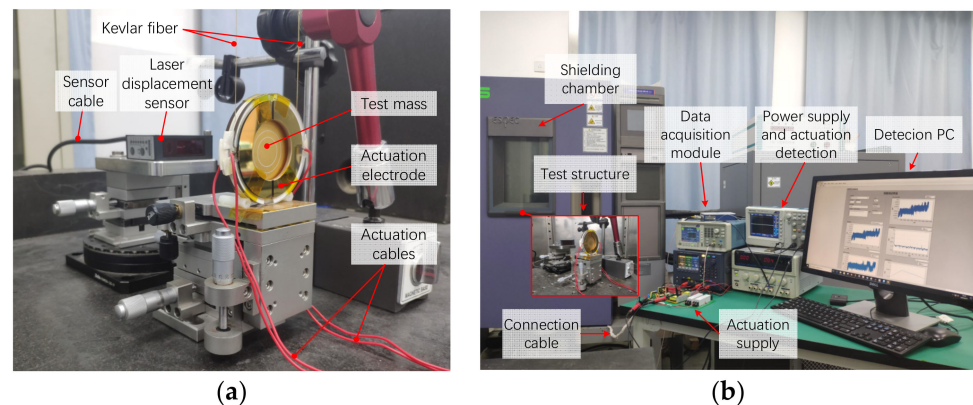 Kevlar fiber
Sensor
cable
Laser
displacement
sensor
Test mass
Actuation
electrode
Actuation
cables
(a)
Shielding
chamber
Data
acquisition
module
Power supply
and actuation
detection
Detecion PC
Test structure
Connection
cable
Actuation
supply
(b)